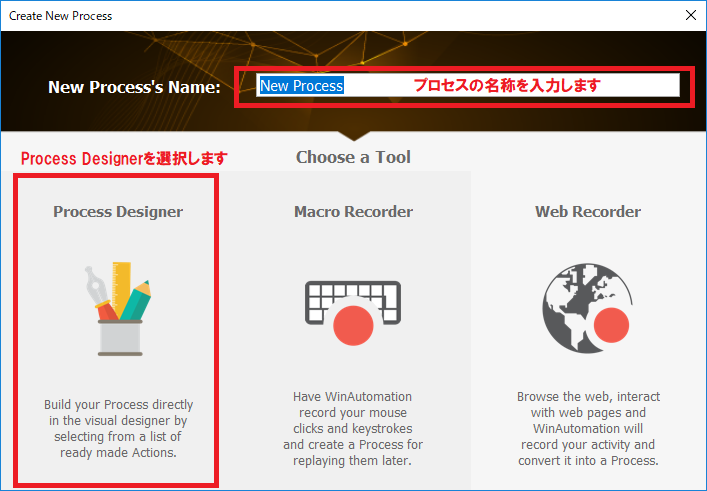 Create New Process
New Process's Name:
New Process
プロセスの名称を入力します
Process Designerを選択します
Choose a Tool
Process Designer
Build your Process directly
in the visual designer by
selecting from a list of
ready made Actions.
Macro Recorder
Have WinAutomation
record your mouse
clicks and keystrokes
and create a Process for
replaying them later.
Web Recorder
Browse the web, interact
with web pages and
WinAutomation will
record your activity and
convert it into a Process.